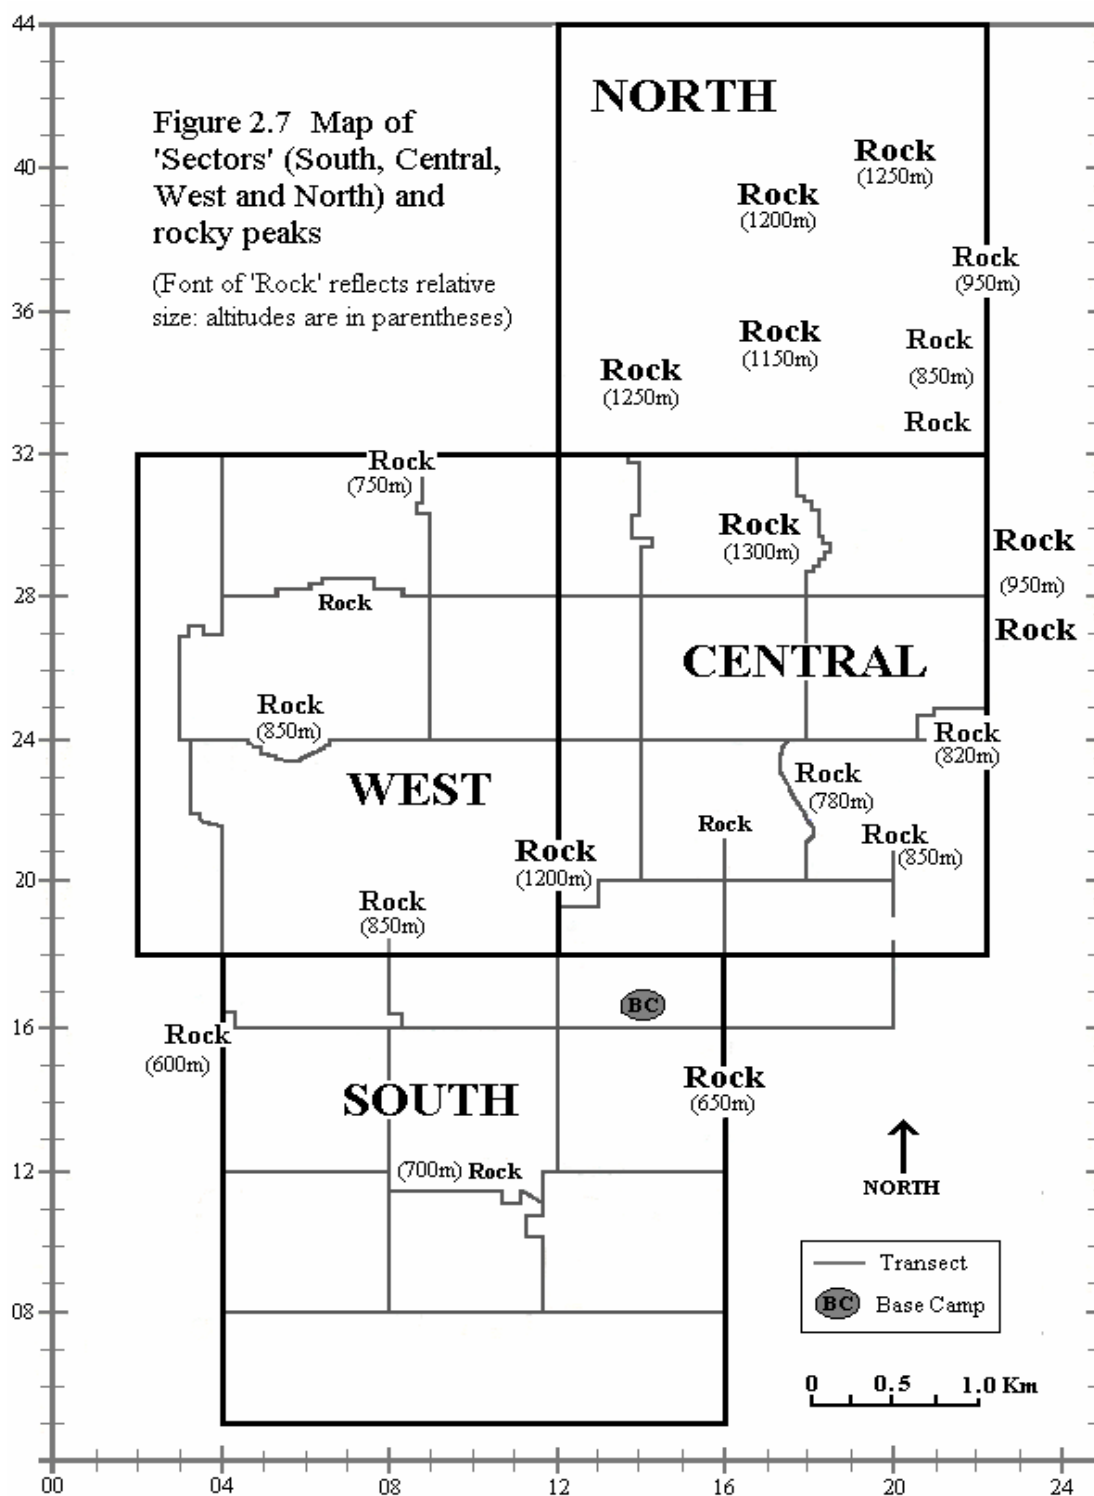 44
NORTH
Figure 2.7 Map of
'Sectors' (South, Central,
West and North) and
rocky peaks
(Font of 'Rock' reflects relative
size: altitudes are in parentheses)
Rock
(1250m)
40
Rock
(1200m)
Rock
(950m)
36
Rock
(1150m)
Rock
(850m)
Rock
(1250m)
Rock
32
Rock
(750m)
Rock
(1300m)
Rock
(950m)
28
Rock
Rock
CENTRAL
Rock
(850m)
24
Rock
(820m)
WEST
Rock
(780m)
Rock
Rock
(850m)
Rock
(1200m)
20
Rock
(850m)
BC
16
Rock
(600m)
SOUTH
Rock
(650m)
12
(700m) Rock
NORTH
Transect
BC Base Camp
08
0 0.5 1.0 Km
00 04 08 12 16 20 24